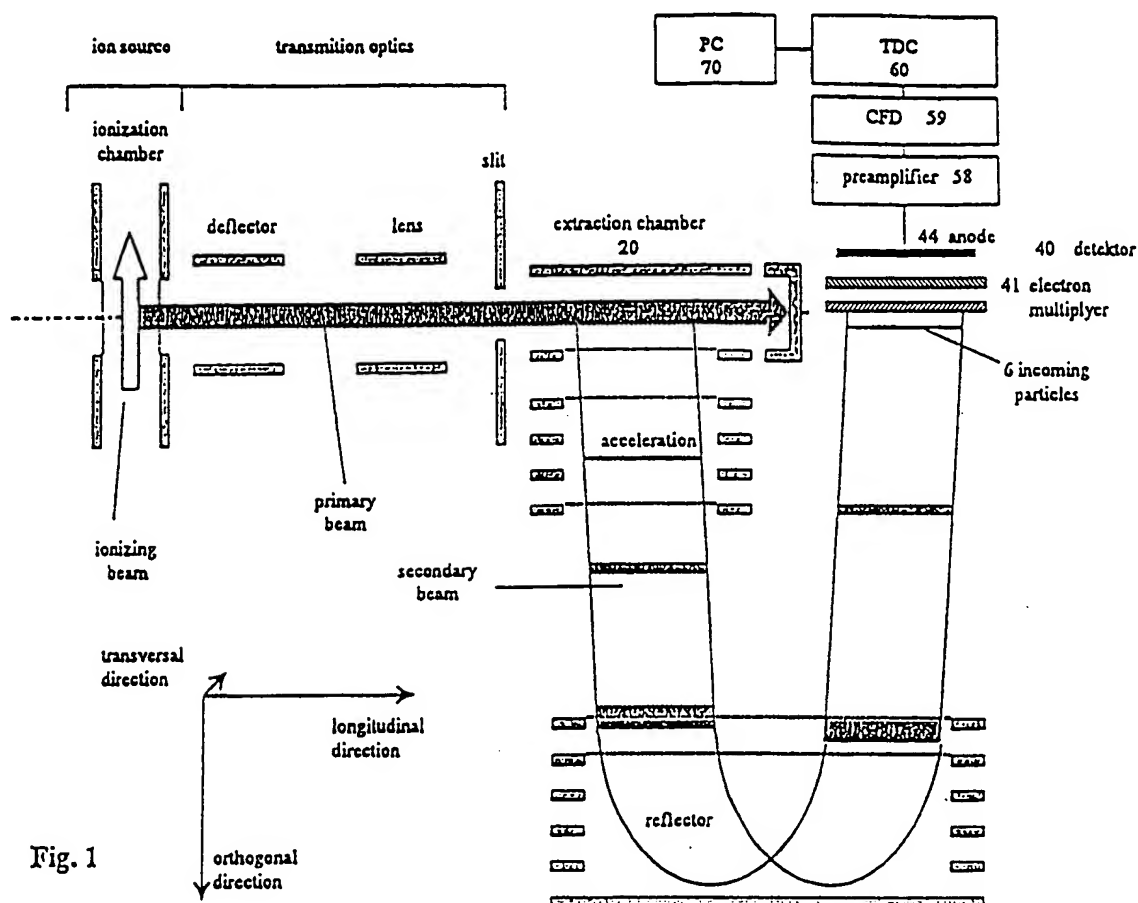 ion source
transmition optics
PC
70
TDC
60
CFD 59
preamplifier 58
ionization
chamber
slit
deflector
lens
extraction chamber
20
44 anode
40 detektor
41 electron
multiplyer
6 incoming
particles
acceleration
primary
beam
ionizing
beam
secondary
beam
transversal
direction
longitudinal
direction
reflector
orthogonal
direction
Fig. 1